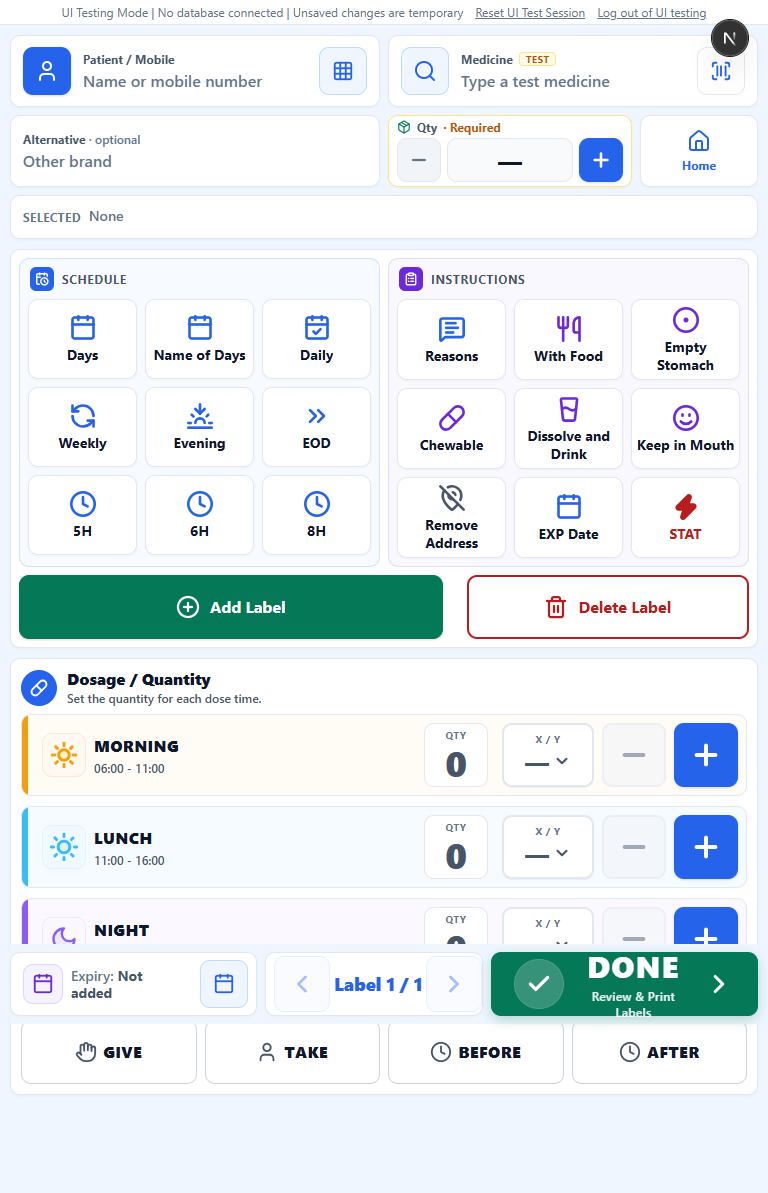 UI Testing Mode | No database connected | Unsaved changes are temporary Reset UI Test Session Log out of UI testing
N
Patient / Mobile
Name or mobile number
Medicine TEST
Type a test medicine
Alternative · optional
Other brand
Qty · Required
—
Home
SELECTED None
SCHEDULE
Days
Name of Days
Daily
Weekly
Evening
EOD
5H
6H
8H
INSTRUCTIONS
Reasons
With Food
Empty
Stomach
Chewable
Dissolve and
Drink
Keep in Mouth
Remove
Address
EXP Date
STAT
Add Label
Delete Label
Dosage / Quantity
Set the quantity for each dose time.
MORNING
06:00 - 11:00
QTY
0
X / Y
—
LUNCH
11:00 - 16:00
QTY
0
X / Y
—
NIGHT
QTY
X / Y
Expiry: Not
added
Label 1 / 1
DONE
Review & Print
Labels
GIVE
TAKE
BEFORE
AFTER